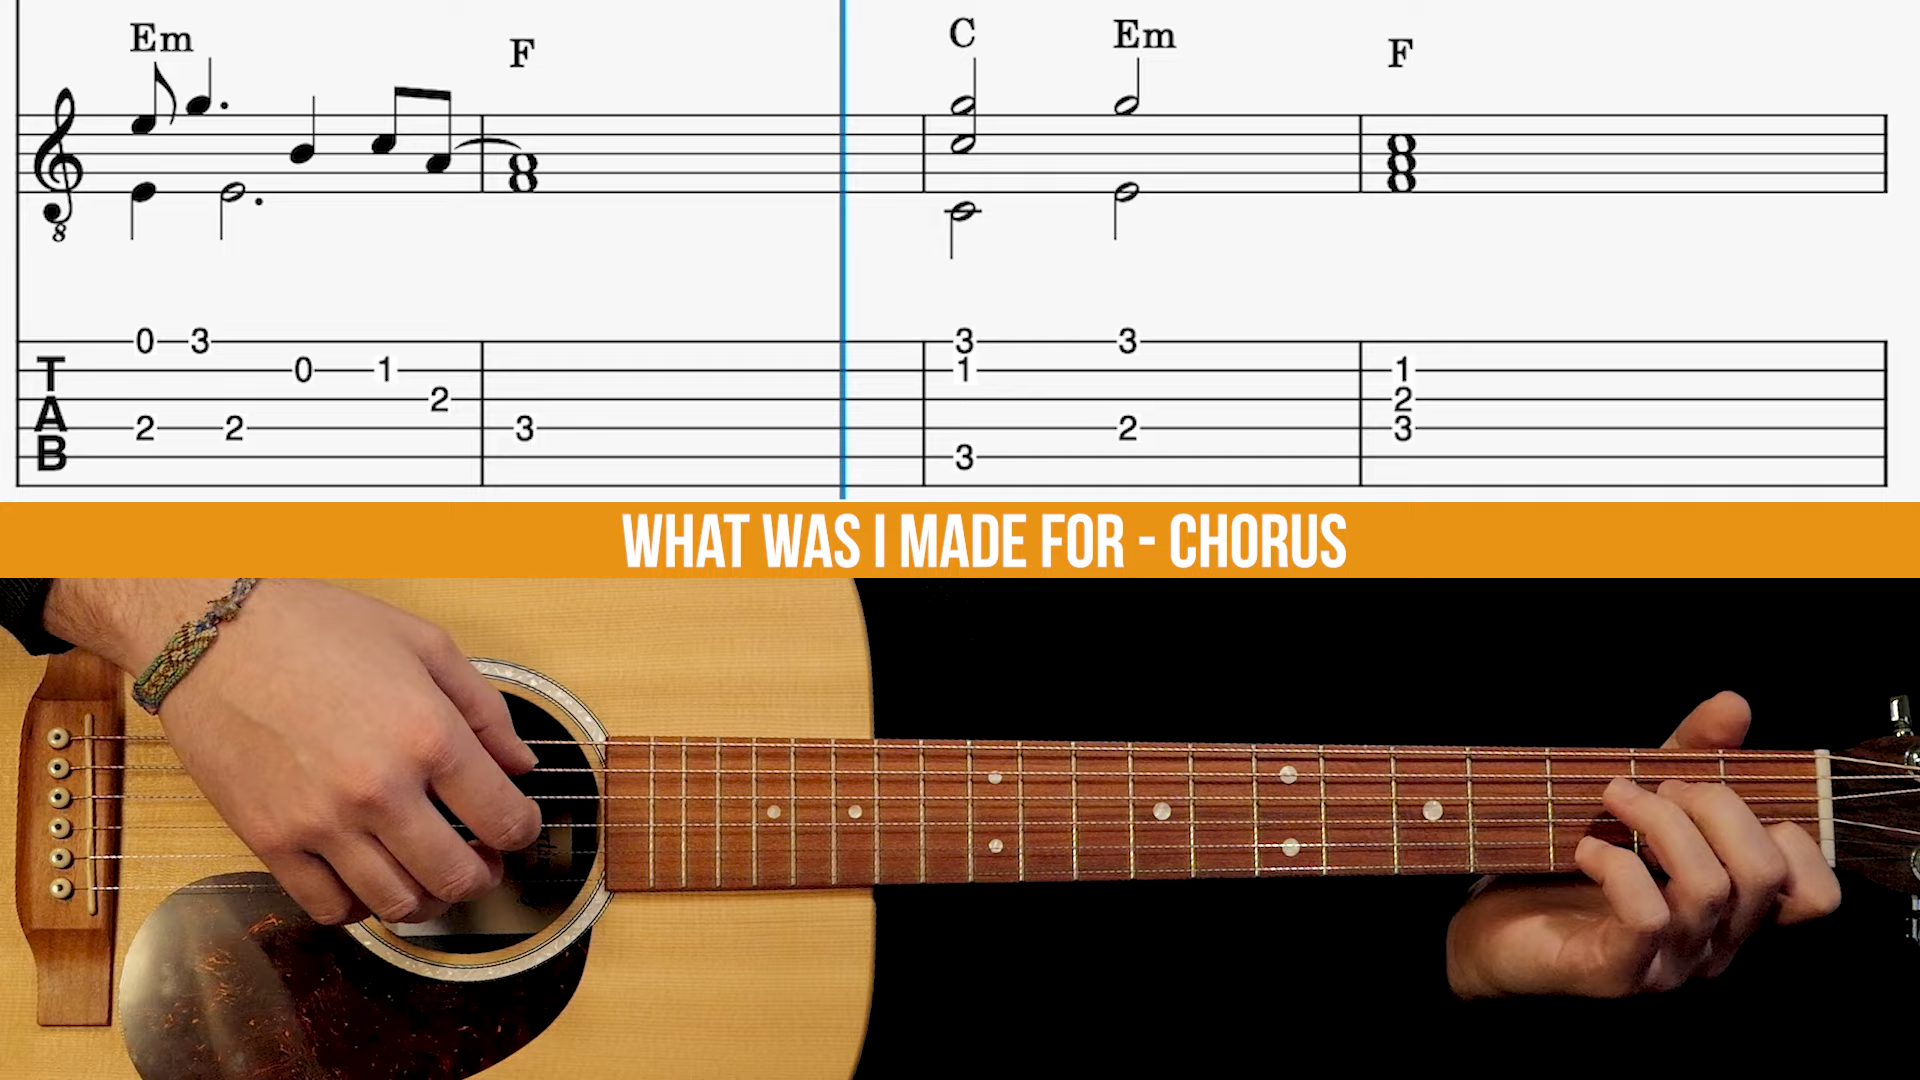 Em F C Em F
8
0 3 3 3
T 0 1 1 1
A 2 2
2 2 3 2 3
B 3
WHAT WAS I MADE FOR - CHORUS